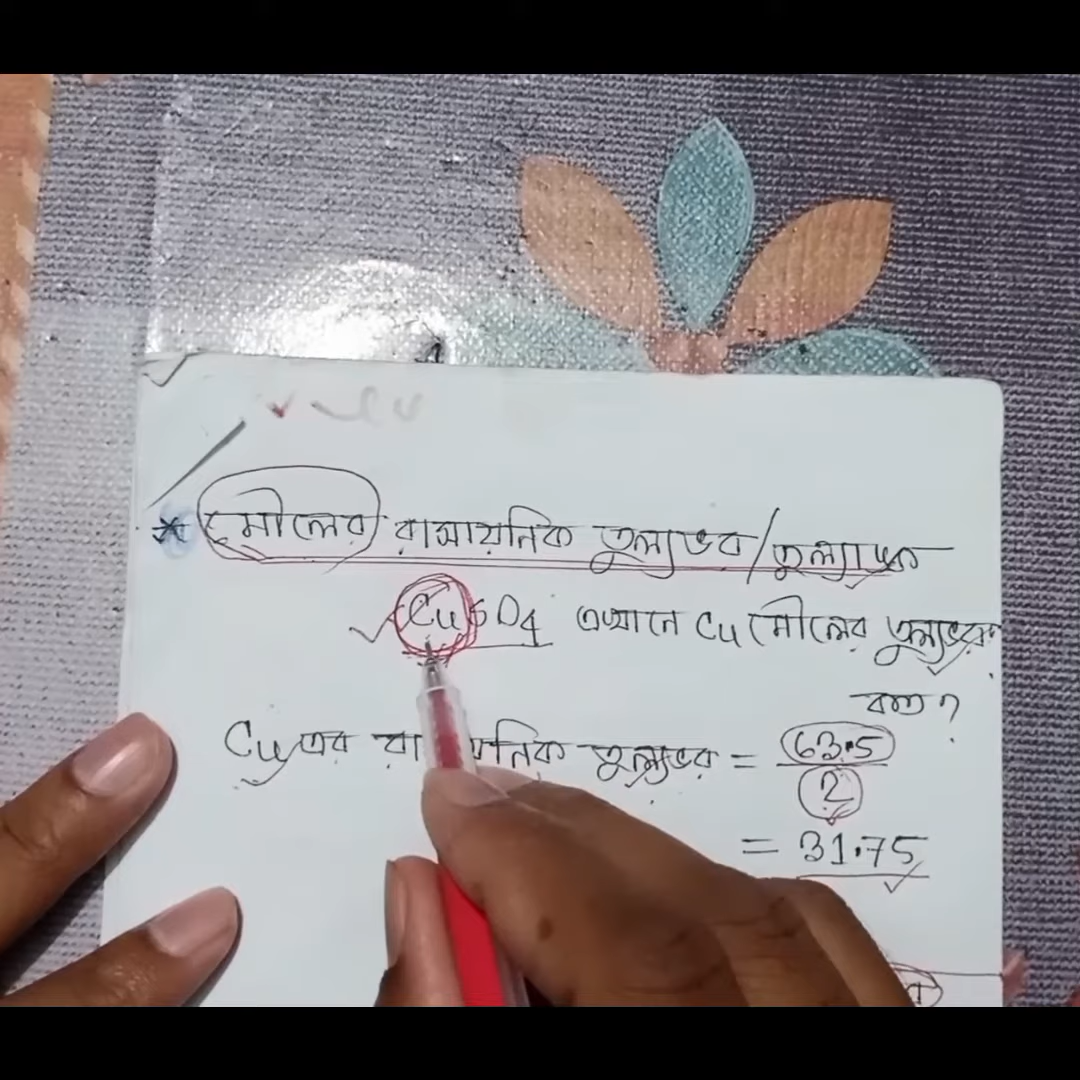 * মৌলের রাসায়নিক তুল্যভর/তুল্যাঙ্ক
CuSO4 এখানে Cu মৌলের তুল্যভর
কত?
Cu এর রাসায়নিক তুল্যভর = 63.5
2
= 31.75